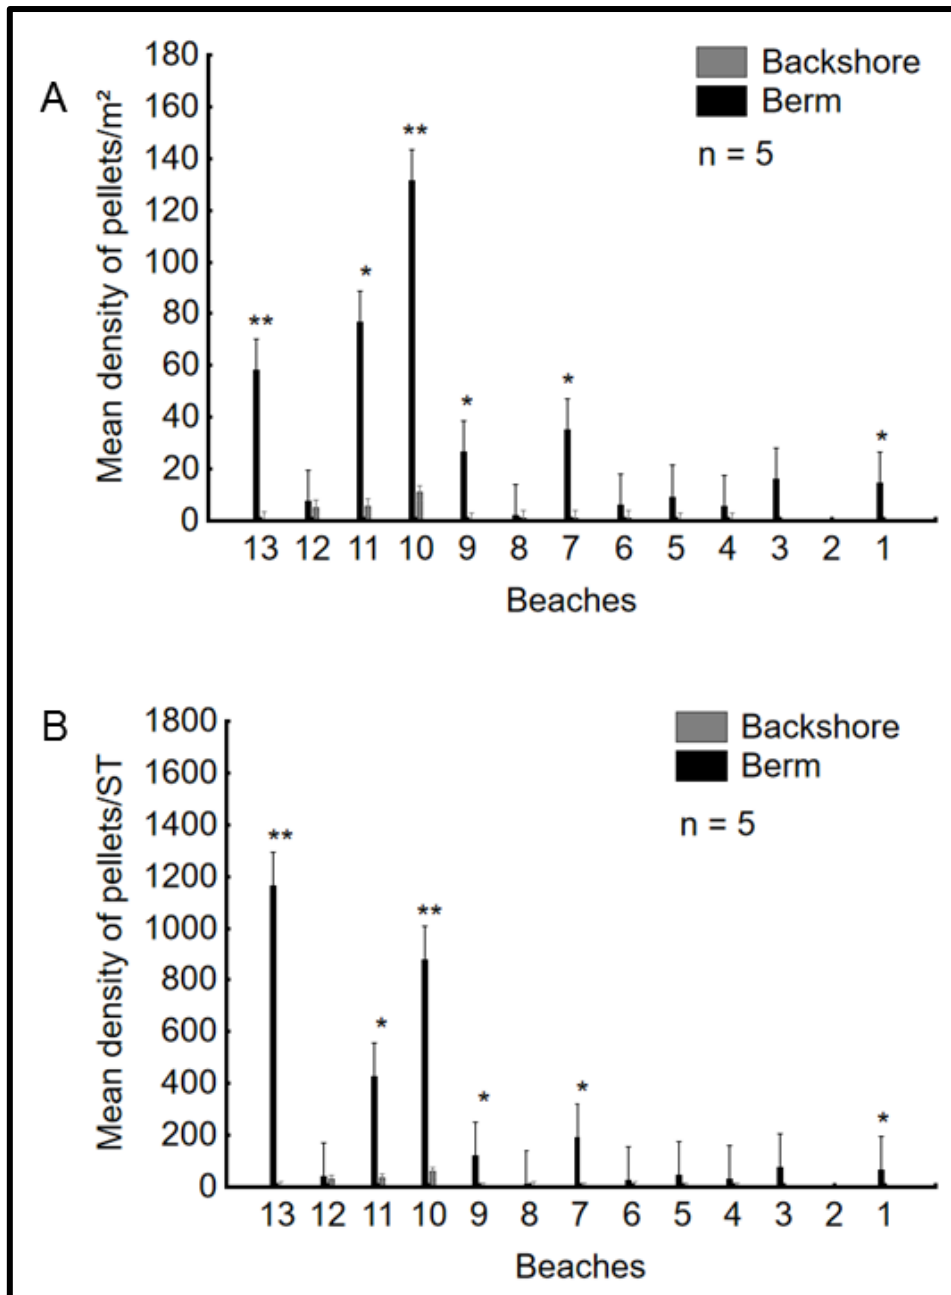 A
Mean density of pellets/m²
180
160
140
120
100
80
60
40
20
0
Backshore
Berm
n = 5
** * ** * * *
13 12 11 10 9 8 7 6 5 4 3 2 1
Beaches
B
Mean density of pellets/ST
1800
1600
1400
1200
1000
800
600
400
200
0
Backshore
Berm
n = 5
** * ** * * *
13 12 11 10 9 8 7 6 5 4 3 2 1
Beaches